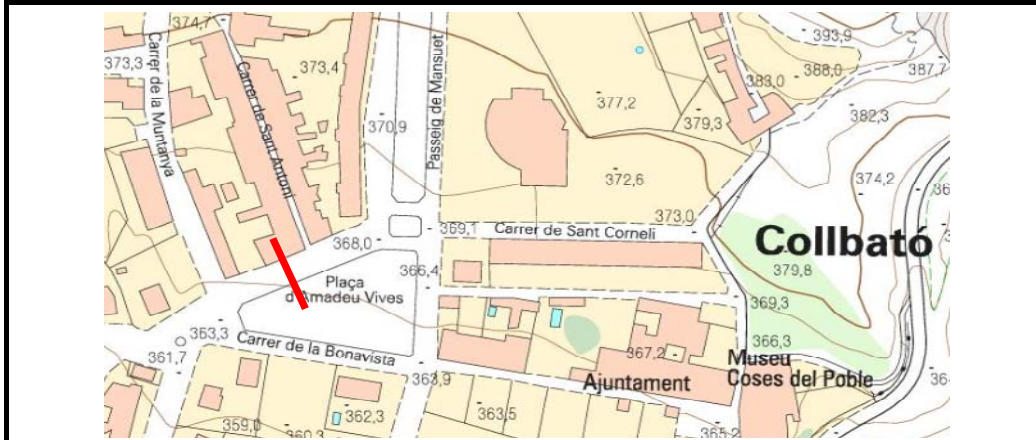 374,7
393,9
373,3
Carrer de la Muntanya
Carrer de Sant Antoni
373,4
Passeig de Mansuet
383,0
388,0
387,7
377,2
370,9
379,3
382,3
372,6
374,2
373,0
369,1
Carrer de Sant Corneli
368,0
Collbató
366,4
379,8
Plaça
d'Amadeu Vives
369,3
363,3
366,3
Carrer de la Bonavista
361,7
367,2
Museu
Coses del Poble
363,9
Ajuntament
362,3
363,5
359,0
360,3
365,2